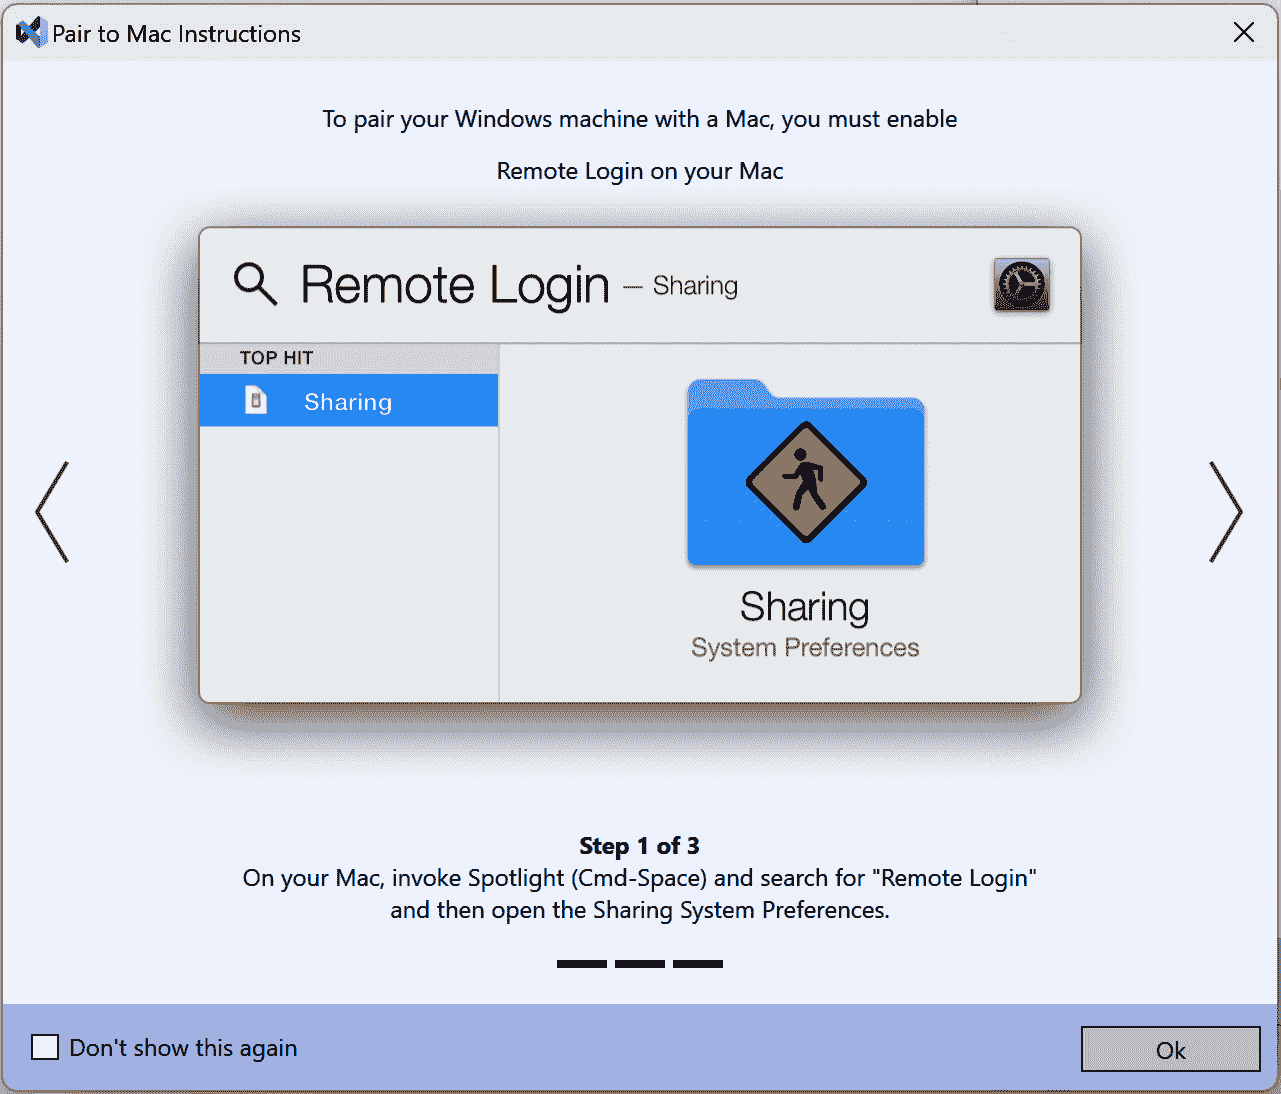 Pair to Mac Instructions
To pair your Windows machine with a Mac, you must enable
Remote Login on your Mac
Remote Login — Sharing
TOP HIT
Sharing
Sharing
System Preferences
Step 1 of 3
On your Mac, invoke Spotlight (Cmd-Space) and search for "Remote Login"
and then open the Sharing System Preferences.
Don't show this again
Ok